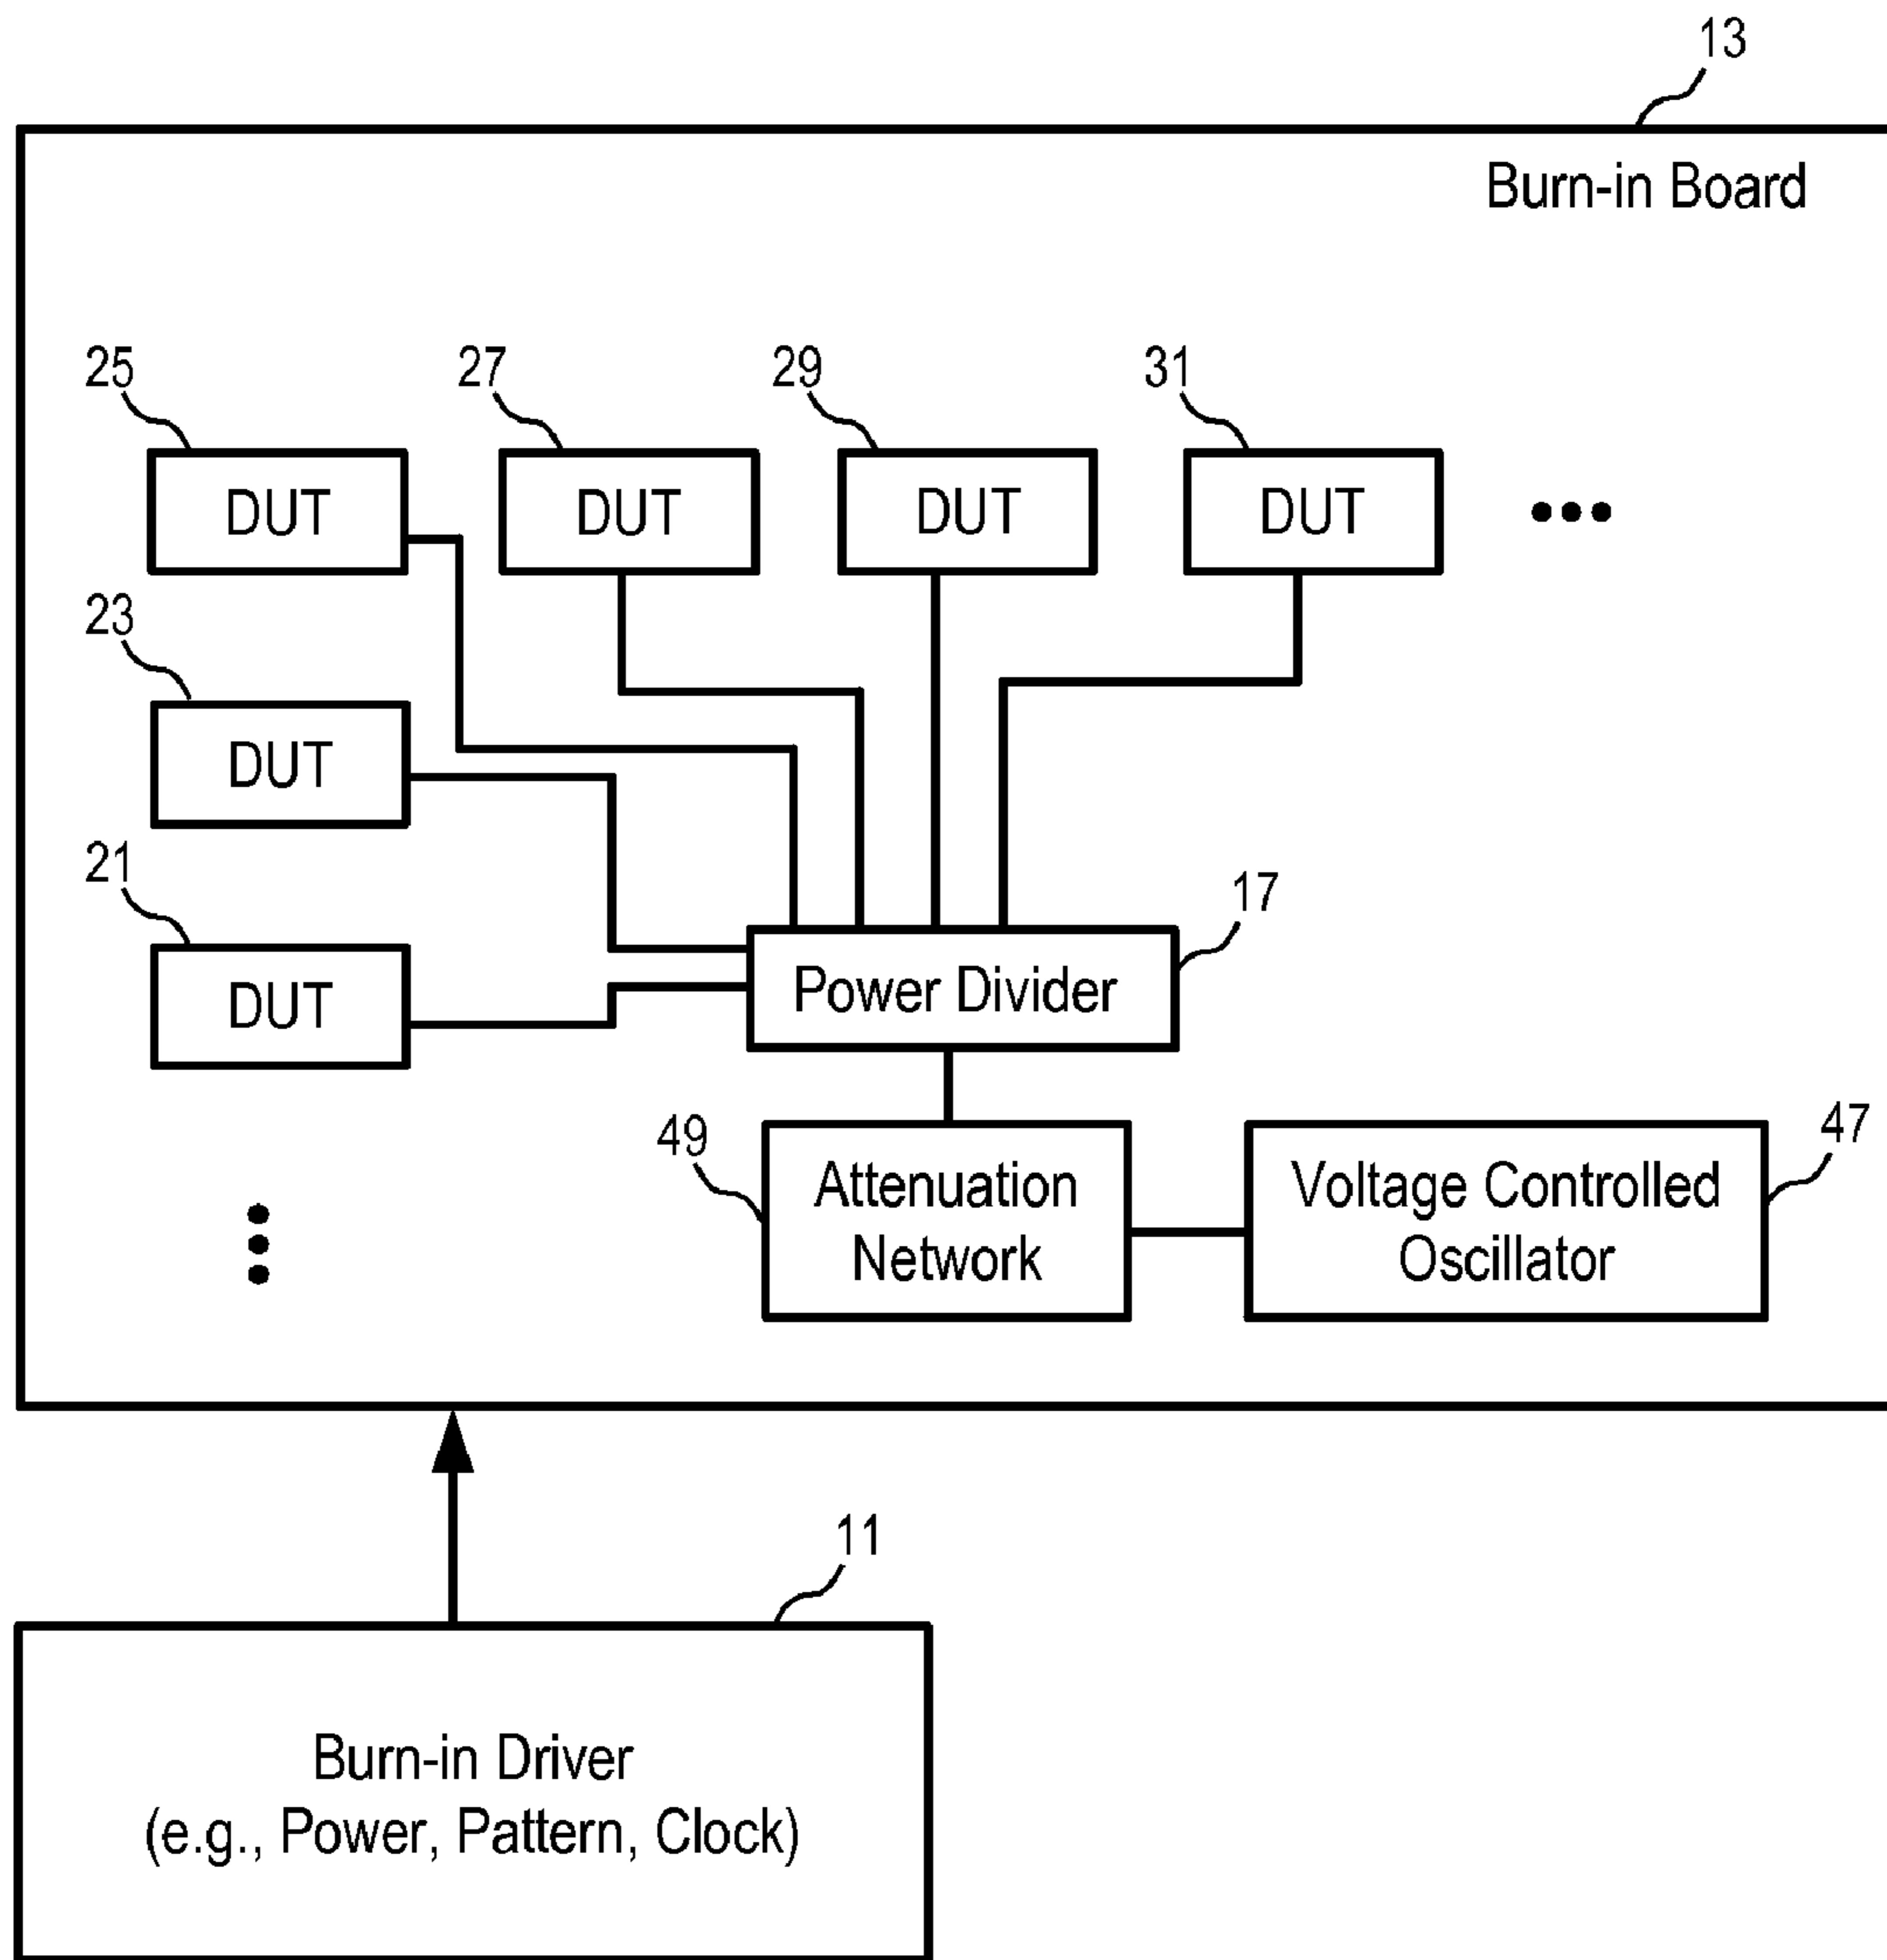 13
Burn-in Board
25
27
29
31
DUT
DUT
DUT
DUT
23
DUT
21
17
DUT
Power Divider
49
47
Attenuation
Network
Voltage Controlled
Oscillator
11
Burn-in Driver
(e.g., Power, Pattern, Clock)